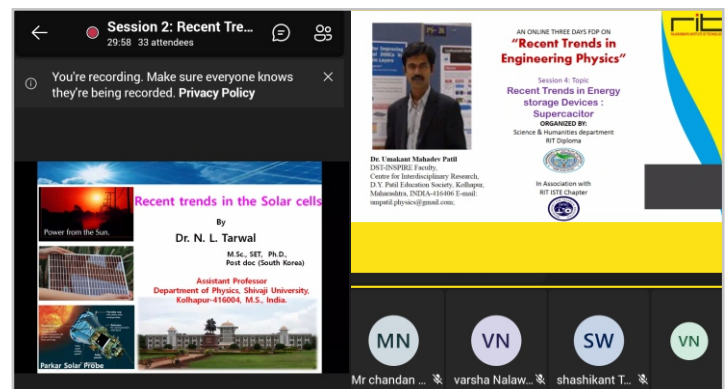 Session 2: Recent Tre...
29:58 33 attendees
You're recording. Make sure everyone knows
they're being recorded. Privacy Policy
Recent trends in the Solar cells
Power from the Sun.
By
Dr. N. L. Tarwal
M.Sc., SET, Ph.D.,
Post doc (South Korea)
Assistant Professor
Department of Physics, Shivaji University,
Kolhapur-416004, M.S., India.
Parkar Solar Probe
PS-26
AN ONLINE THREE DAYS FDP ON
"Recent Trends in
Engineering Physics"
Session 4: Topic
Recent Trends in Energy
storage Devices :
Supercacitor
ORGANIZED BY:
Science & Humanities department
RIT Diploma
In Association with
RIT ISTE Chapter
Dr. Umakant Mahadev Patil
DST-INSPIRE Faculty,
Centre for Interdisciplinary Research,
D.Y. Patil Education Society, Kolhapur,
Maharashtra, INDIA-416406 E-mail:
umpatil.physics@gmail.com;
rit
MN
VN
SW
VN
Mr chandan ...
varsha Nalaw...
shashikant T...